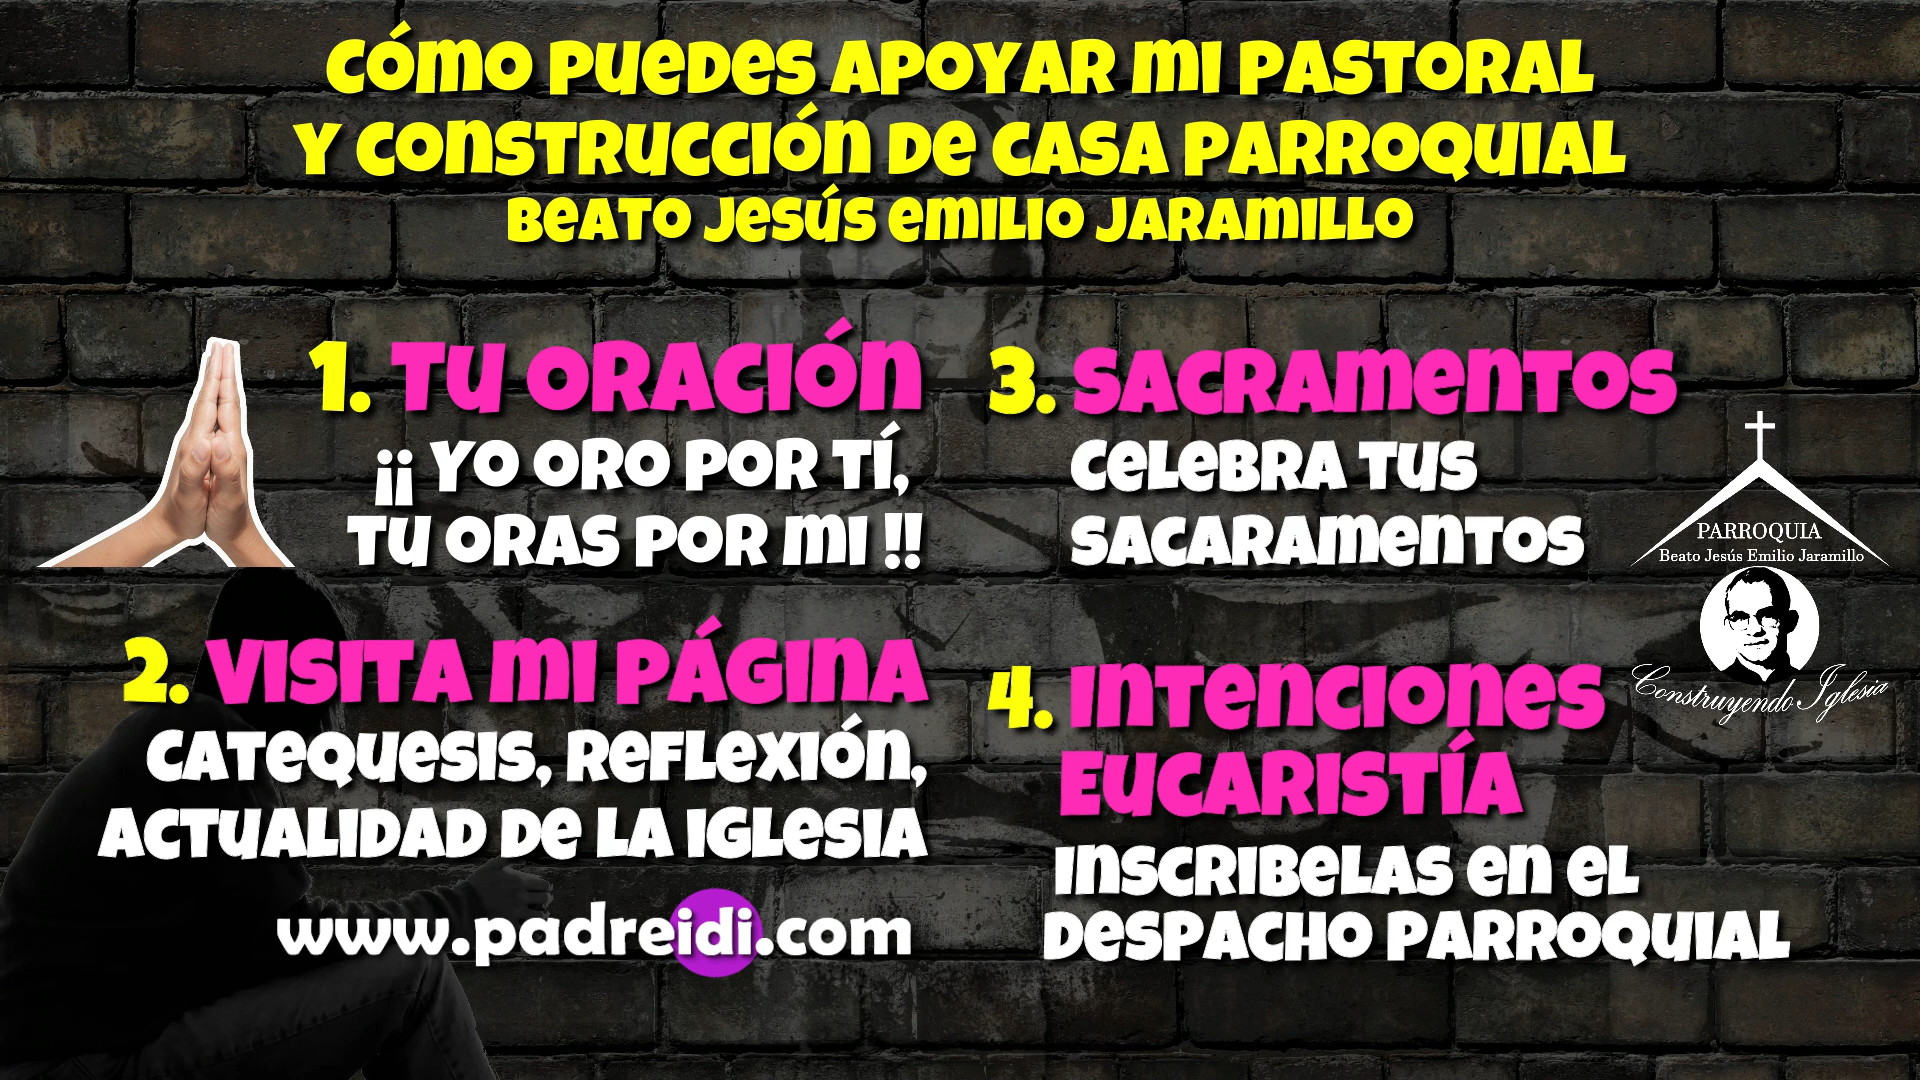 CÓMO PUEDES APOYAR MI PASTORAL
Y CONSTRUCCIÓN DE CASA PARROQUIAL
BEATO JESÚS EMILIO JARAMILLO
1. TU ORACIÓN
¡¡ YO ORO POR TÍ,
TU ORAS POR MI !!
2. VISITA MI PÁGINA
CATEQUESIS, REFLEXIÓN,
ACTUALIDAD DE LA IGLESIA
www.padreidi.com
3. SACRAMENTOS
CELEBRA TUS
SACARAMENTOS
4. INTENCIONES
EUCARISTÍA
INSCRIBELAS EN EL
DESPACHO PARROQUIAL
PARROQUIA
Beato Jesús Emilio Jaramillo
Construyendo Iglesia